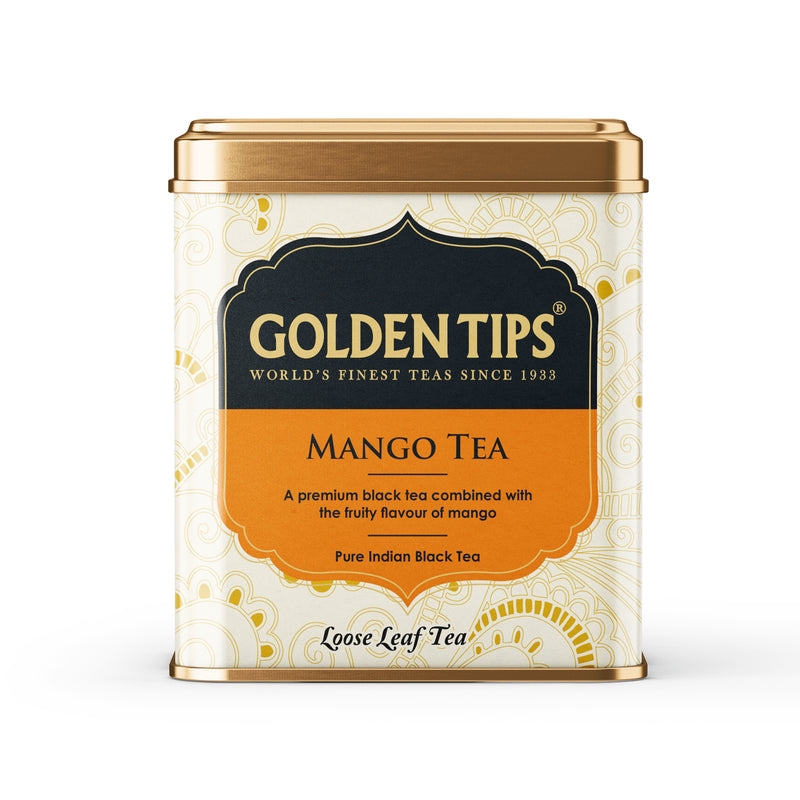 GOLDEN TIPS®
WORLD'S FINEST TEAS SINCE 1933
MANGO TEA
A premium black tea combined with
the fruity flavour of mango
Pure Indian Black Tea
Loose Leaf Tea